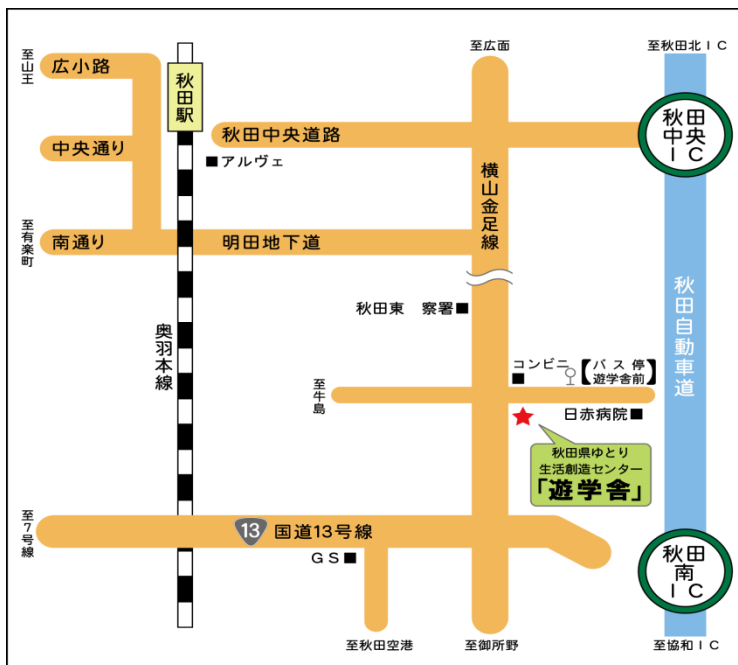 至広面
至秋田北IC
至山王
広小路
秋田駅
秋田中央道路
秋田
中央
IC
中央通り
■アルヴェ
横山金足線
至有楽町
南通り
明田地下道
秋田自動車道
秋田東　察署■
奥羽本線
コンビニ
■
【バス停
遊学舎前】
至牛島
日赤病院■
秋田県ゆとり
生活創造センター
「遊学舎」
至7号線
13
国道13号線
GS■
秋田
南
IC
至秋田空港
至御所野
至協和IC